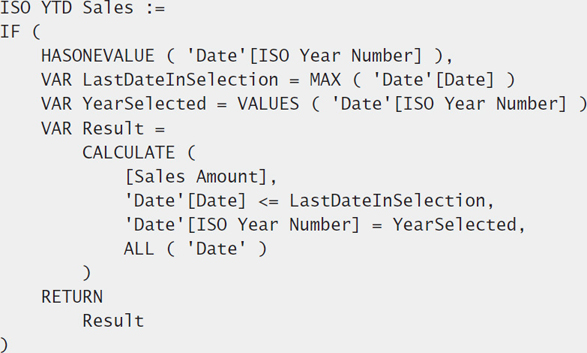 ISO YTD Sales :=
IF (
    HASONEVALUE ( 'Date'[ISO Year Number] ),
    VAR LastDateInSelection = MAX ( 'Date'[Date] )
    VAR YearSelected = VALUES ( 'Date'[ISO Year Number] )
    VAR Result =
        CALCULATE (
            [Sales Amount],
            'Date'[Date] <= LastDateInSelection,
            'Date'[ISO Year Number] = YearSelected,
            ALL ( 'Date' )
        )
    RETURN
        Result
)